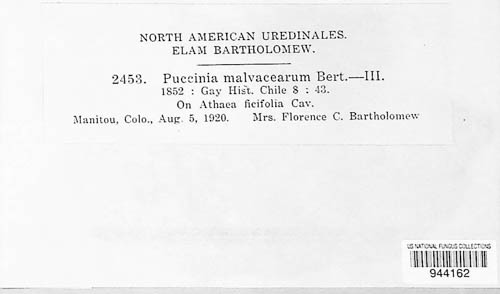 NORTH AMERICAN UREDINALES.
ELAM BARTHOLOMEW.
2453. Puccinia malvacearum Bert.—III.
1852 : Gay Hist. Chile 8 : 43.
On Athaea ficifolia Cav.
Manitou, Colo., Aug. 5, 1920. Mrs. Florence C. Bartholomew
US NATIONAL FUNGUS COLLECTIONS
944162